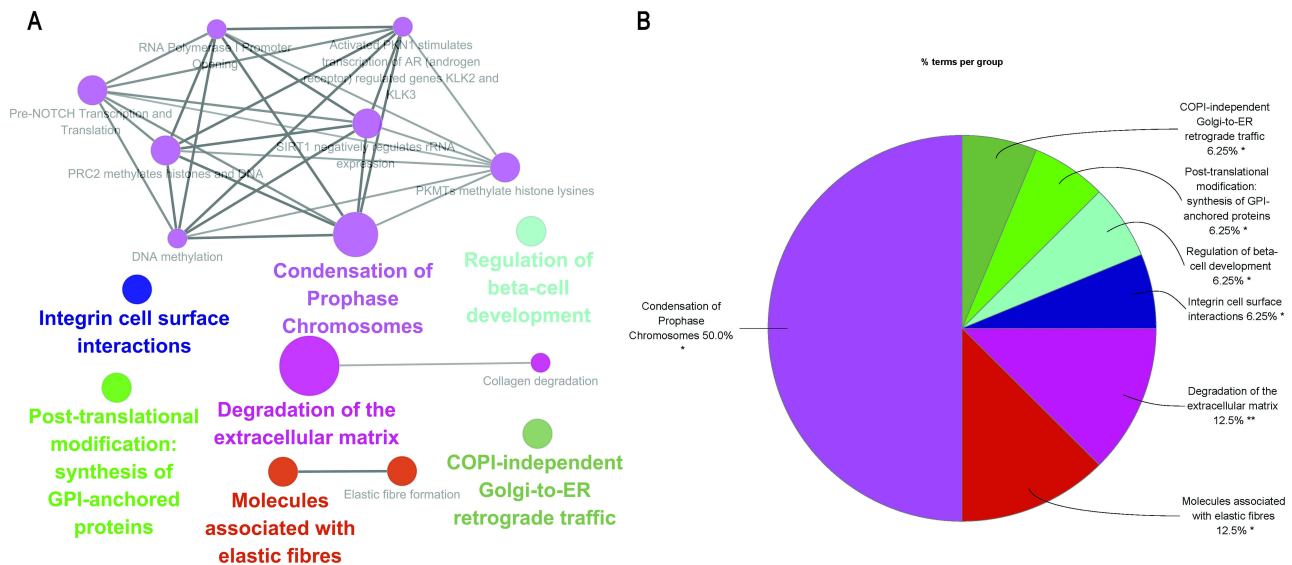 A
RNA Polymerase I Promoter
Opening
Activated PKN1 stimulates
transcription of AR (androgen
receptor) regulated genes KLK2 and
KLK3
Pre-NOTCH Transcription and
Translation
SIRT1 negatively regulates rRNA
expression
PRC2 methylates histones and DNA
PKMTs methylate histone lysines
DNA methylation
Condensation of
Prophase
Chromosomes
Regulation of
beta-cell
development
Integrin cell surface
interactions
Collagen degradation
Degradation of the
extracellular matrix
Post-translational
modification:
synthesis of
GPI-anchored
proteins
COPI-independent
Golgi-to-ER
retrograde traffic
Elastic fibre formation
Molecules
associated with
elastic fibres
B
% terms per group
COPI-independent
Golgi-to-ER
retrograde traffic
6.25% *
Post-translational
modification:
synthesis of GPI-
anchored proteins
6.25% *
Regulation of beta-
cell development
6.25% *
Integrin cell surface
interactions 6.25% *
Condensation of
Prophase
Chromosomes 50.0%
*
Degradation of the
extracellular matrix
12.5% **
Molecules associated
with elastic fibres
12.5% *